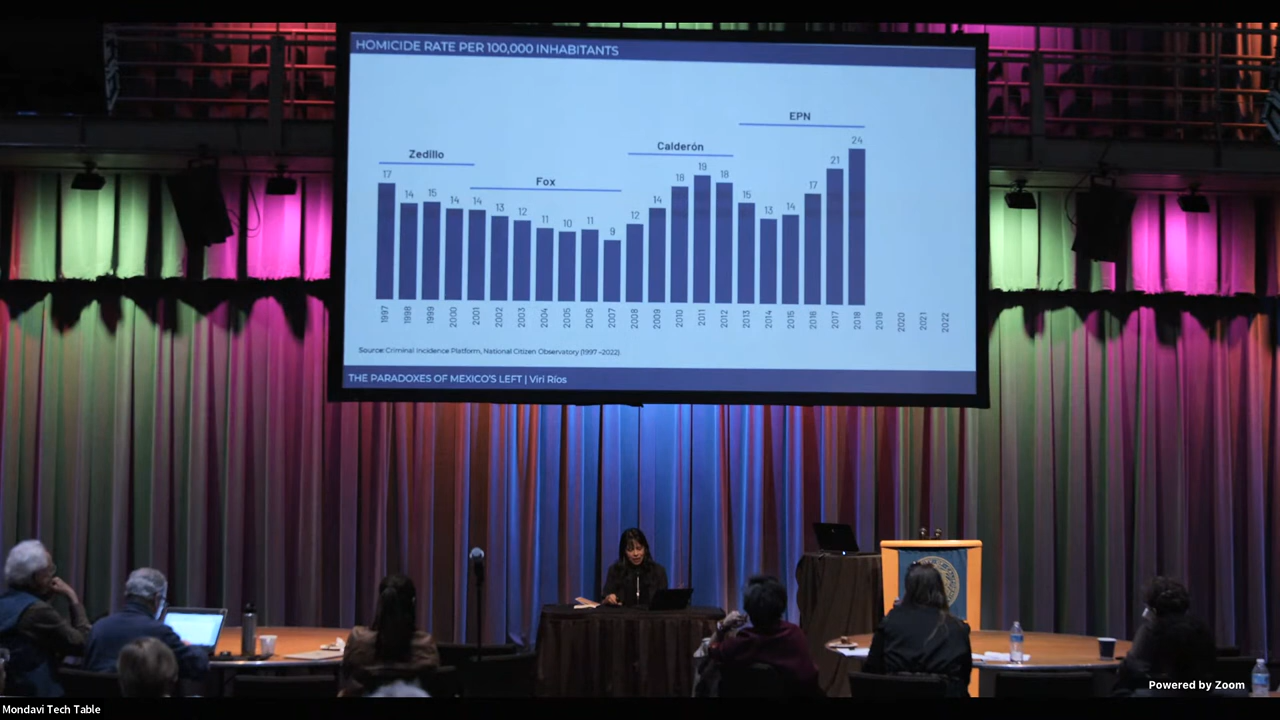 HOMICIDE RATE PER 100,000 INHABITANTS
Zedillo
Fox
Calderón
EPN
17 14 15 14 14 13 12 11 10 11 9 12 14 18 19 18 15 13 14 17 21 24
1997 1998 1999 2000 2001 2002 2003 2004 2005 2006 2007 2008 2009 2010 2011 2012 2013 2014 2015 2016 2017 2018 2019 2020 2021 2022
Source: Criminal Incidence Platform, National Citizen Observatory (1997 -2022)
THE PARADOXES OF MEXICO'S LEFT | Viri Ríos
Powered by Zoom
Mondavi Tech Table